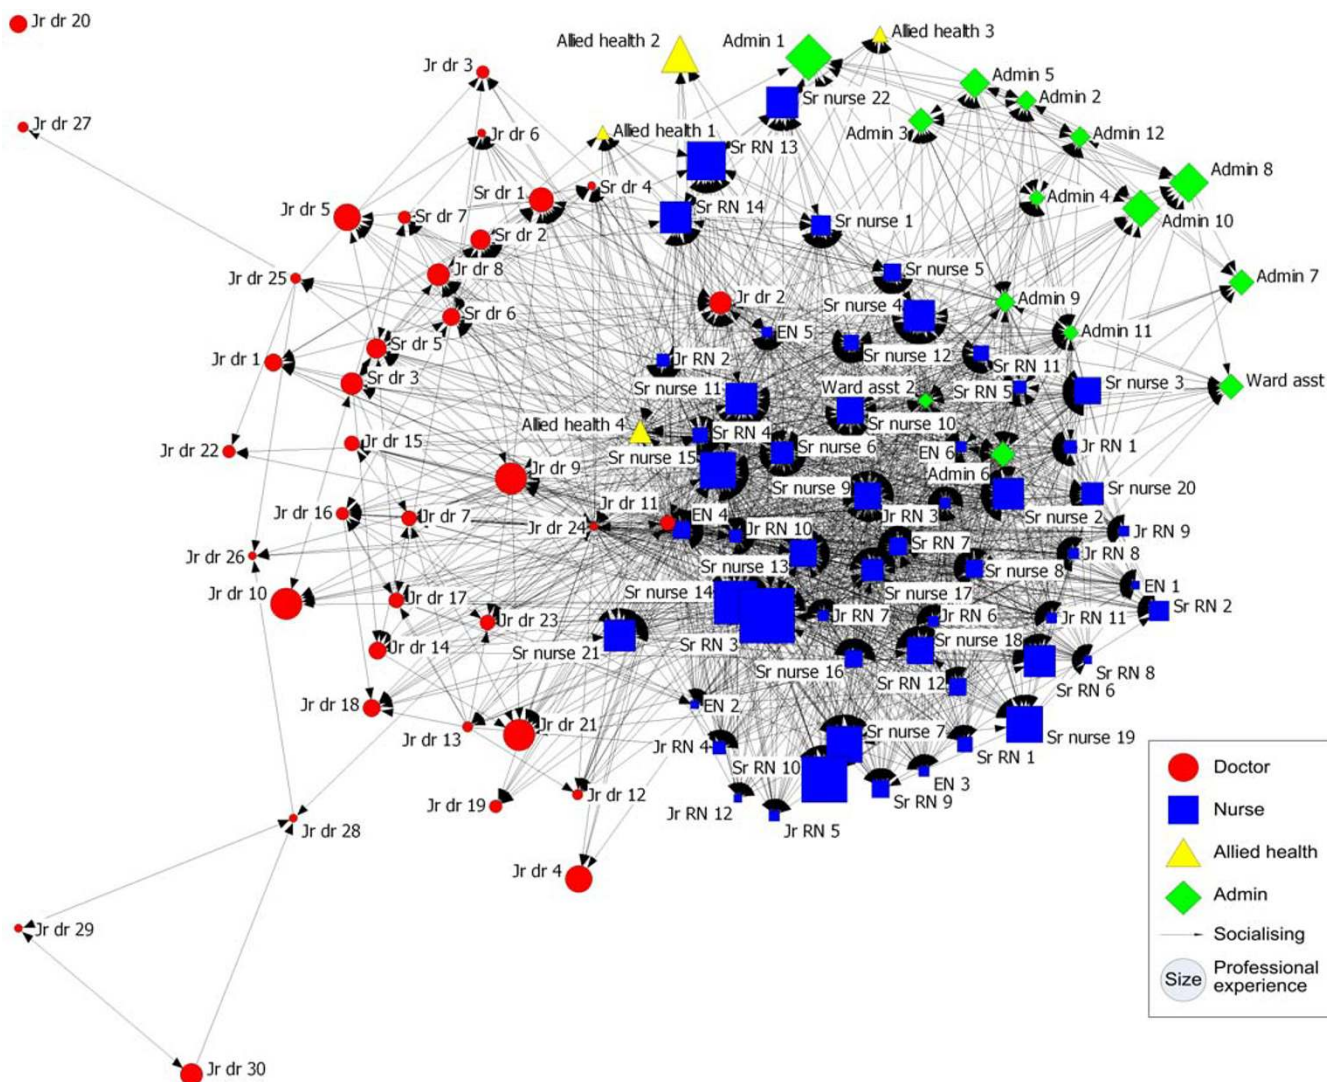 Jr dr 20
Allied health 3
Allied health 2
Admin 1
Jr dr 3
Admin 5
Admin 2
Sr nurse 22
Jr dr 27
Jr dr 6
Allied health 1
Admin 3
Admin 12
Sr RN 13
Admin 8
Sr dr 1
Sr dr 4
Admin 4
Jr dr 5
Sr dr 7
Sr RN 14
Sr nurse 1
Admin 10
Sr dr 2
Jr dr 8
Sr nurse 5
Jr dr 25
Admin 7
Jr dr 2
Sr nurse 4
Admin 9
Sr dr 6
EN 5
Admin 11
Sr dr 5
Jr dr 1
Jr RN 2
Sr nurse 12
Sr RN 11
Sr dr 3
Sr nurse 11
Ward asst 2
Sr RN 5
Sr nurse 3
Ward asst
Allied health 4
Sr RN 4
Sr nurse 10
Jr dr 15
Jr dr 22
Sr nurse 15
Sr nurse 6
EN 6
Jr RN 1
Jr dr 9
Admin 6
Sr nurse 9
Sr nurse 20
Jr dr 16
Jr dr 7
Jr dr 11
Jr dr 24
EN 4
Jr RN 10
Jr RN 3
Sr nurse 2
Jr RN 9
Jr dr 26
Sr nurse 13
Sr RN 7
Jr RN 8
Sr nurse 8
Jr dr 10
Jr dr 17
Sr nurse 14
Sr nurse 17
EN 1
Sr RN 2
Jr dr 23
Jr RN 7
Jr RN 6
Jr RN 11
Jr dr 14
Sr nurse 21
Sr RN 3
Sr nurse 18
Sr nurse 16
Sr RN 12
Sr RN 8
Sr RN 6
Jr dr 18
EN 2
Jr dr 13
Jr dr 21
Jr RN 4
Sr nurse 7
Sr nurse 19
Sr RN 1
Sr RN 10
EN 3
Jr dr 19
Jr dr 12
Sr RN 9
Jr RN 12
Jr RN 5
Jr dr 28
Jr dr 4
Jr dr 29
Jr dr 30
Doctor
Nurse
Allied health
Admin
Socialising
Size
Professional
experience